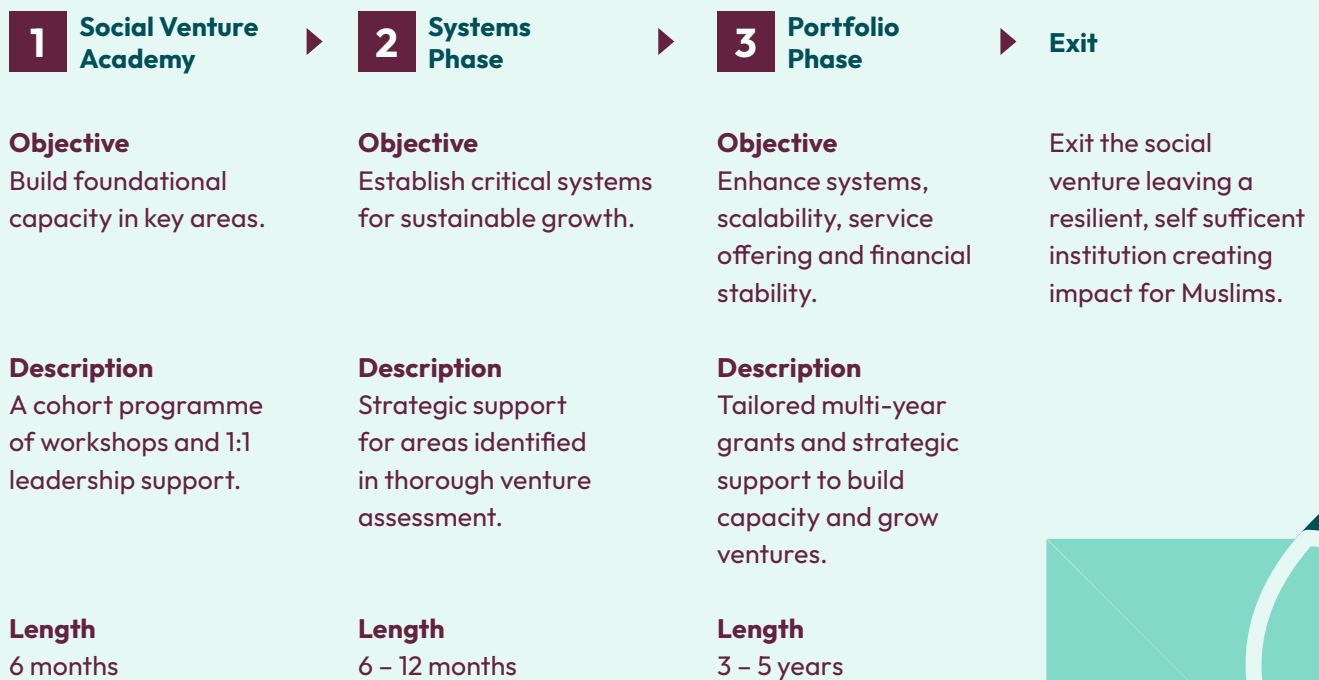 1
Social Venture
Academy
2
Systems
Phase
3
Portfolio
Phase
Exit
Objective
Build foundational
capacity in key areas.
Description
A cohort programme
of workshops and 1:1
leadership support.
Length
6 months
Objective
Establish critical systems
for sustainable growth.
Description
Strategic support
for areas identified
in thorough venture
assessment.
Length
6 – 12 months
Objective
Enhance systems,
scalability, service
offering and financial
stability.
Description
Tailored multi-year
grants and strategic
support to build
capacity and grow
ventures.
Length
3 – 5 years
Exit the social
venture leaving a
resilient, self sufficent
institution creating
impact for Muslims.